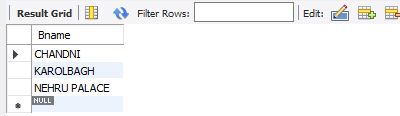 Result Grid Filter Rows: Edit:
Bname
CHANDNI
KAROLBAGH
NEHRU PALACE
NULL